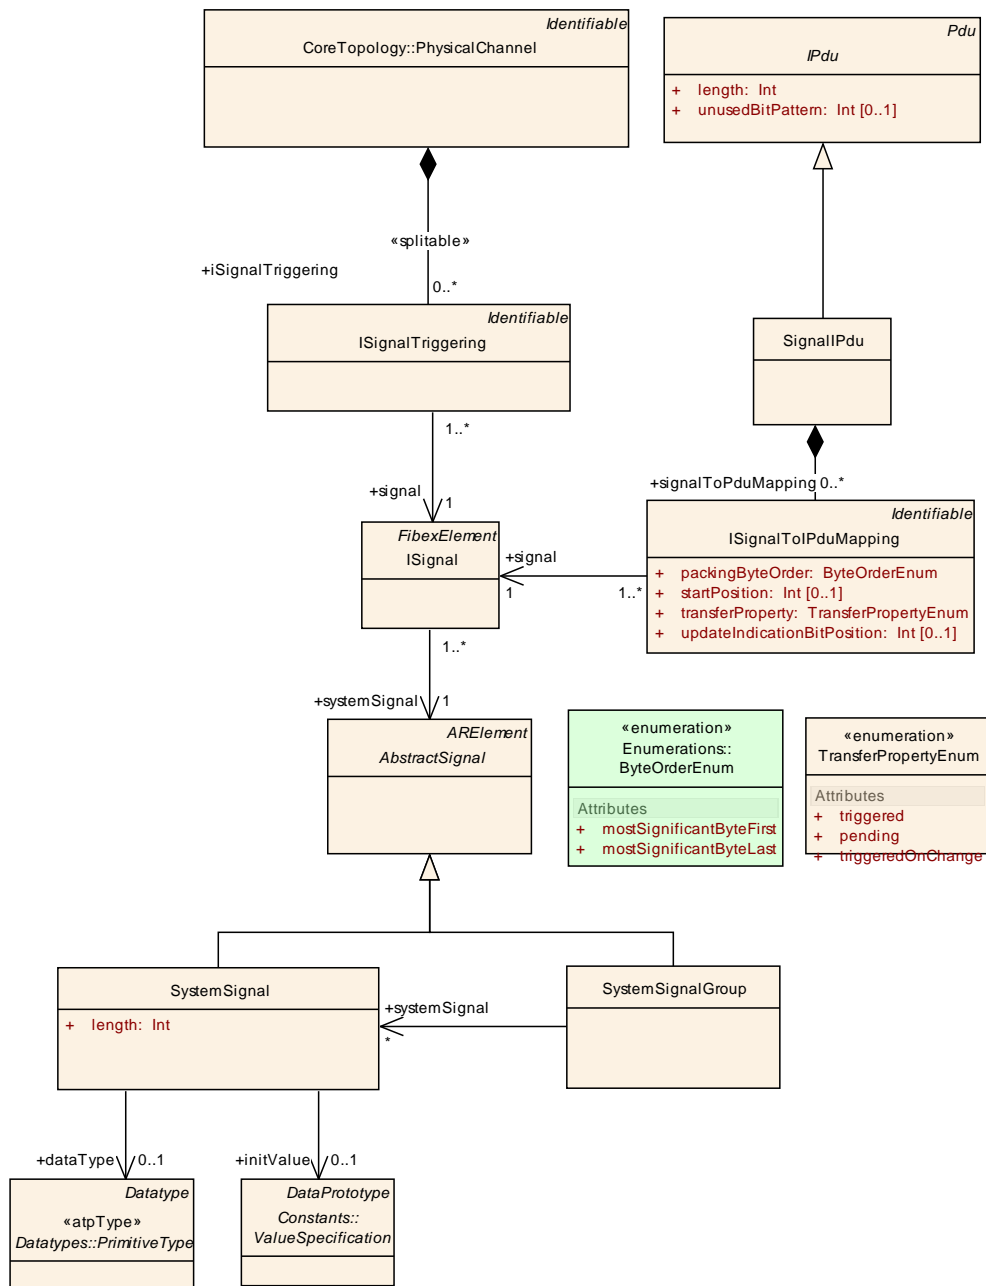 Identifiable
CoreTopology::PhysicalChannel
Pdu
IPdu
+ length: Int
+ unusedBitPattern: Int [0..1]
«splitable»
+iSignalTriggering
0..*
Identifiable
ISignalTriggering
SignalIPdu
1..*
+signal
1
+signalToPduMapping 0..*
FibexElement
ISignal
+signal
1
1..*
Identifiable
ISignalToIPduMapping
+ packingByteOrder: ByteOrderEnum
+ startPosition: Int [0..1]
+ transferProperty: TransferPropertyEnum
+ updateIndicationBitPosition: Int [0..1]
1..*
+systemSignal
1
ARElement
AbstractSignal
«enumeration»
Enumerations::
ByteOrderEnum
Attributes
+ mostSignificantByteFirst
+ mostSignificantByteLast
«enumeration»
TransferPropertyEnum
Attributes
+ triggered
+ pending
+ triggeredOnChange
SystemSignal
+ length: Int
+systemSignal
*
SystemSignalGroup
+dataType
0..1
+initValue
0..1
Datatype
«atpType»
Datatypes::PrimitiveType
DataPrototype
Constants::
ValueSpecification